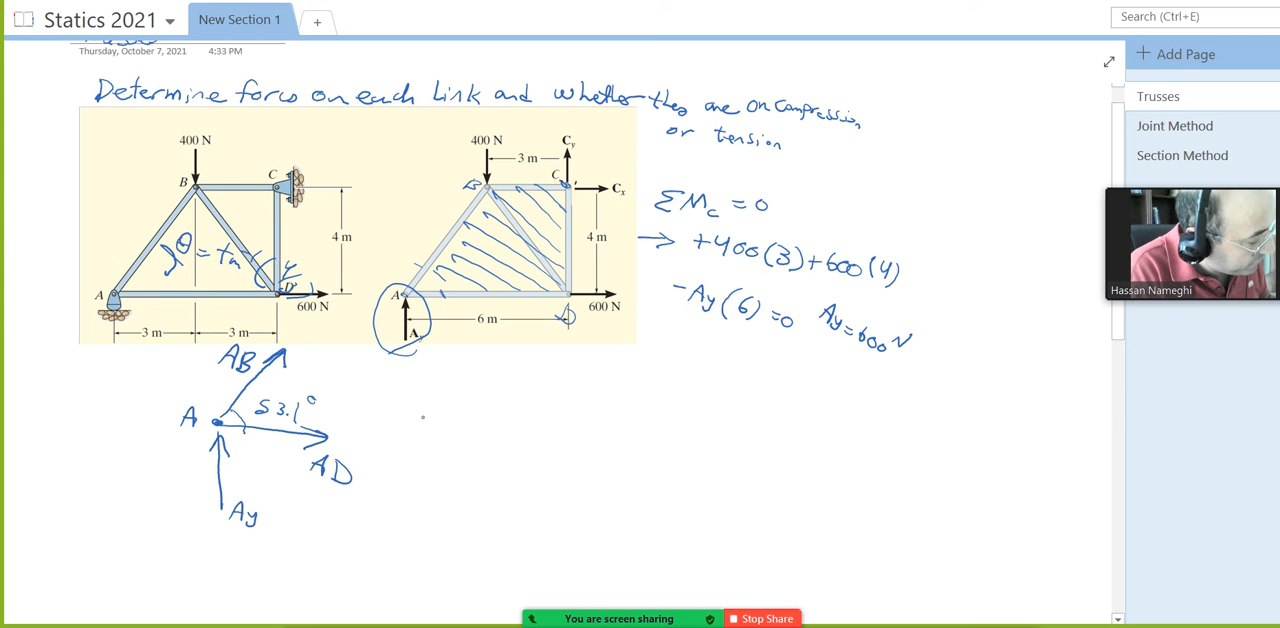 Statics 2021
New Section 1
+
Search (Ctrl+E)
Thursday, October 7, 2021 4:33 PM
+ Add Page
Trusses
Joint Method
Section Method
Determine force on each Link and whether they are on compression
or tension
400 N
B
C
4 m
θ = tan
4
A
D
600 N
3 m
3 m
400 N
Cy
3 m
B
C
Cx
4 m
A
600 N
6 m
A
D
ΣMc = 0
→ +400(3)+600(4)
-Ay(6)=0 Ay=600 N
AB
A
53.1°
AD
Ay
Hassan Nameghi
You are screen sharing
Stop Share